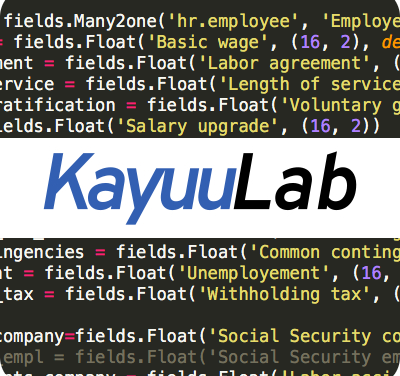 fields.Many2one('hr.employee', 'Employe
= fields.Float('Basic wage', (16, 2), de
ment = fields.Float('Labor agreement', (
ervice = fields.Float('Length of service
ratification = fields.Float('Voluntary g
ields.Float('Salary upgrade', (16, 2))
KayuuLab
ingencies = fields.Float('Common conting
nt = fields.Float('Unemployement', (16,
_tax = fields.Float('Withholding tax', (
company=fields.Float('Social Security co
_empl = fields.Float('Social Security em